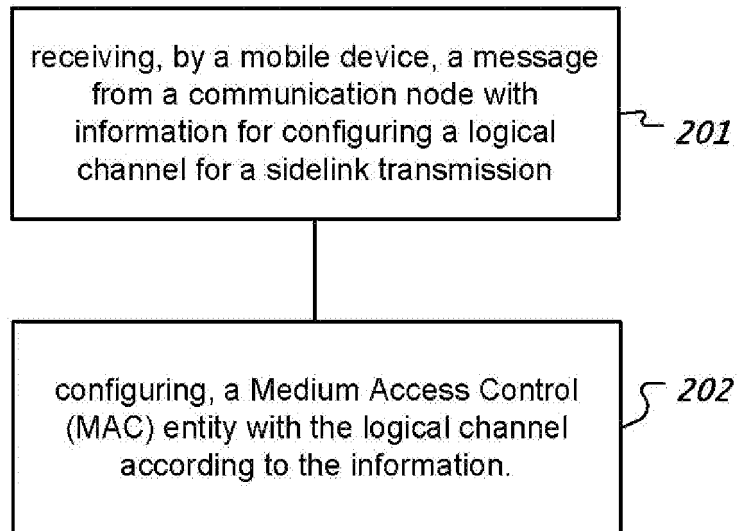 receiving, by a mobile device, a message
from a communication node with
information for configuring a logical
channel for a sidelink transmission
201
configuring, a Medium Access Control
(MAC) entity with the logical channel
according to the information.
202